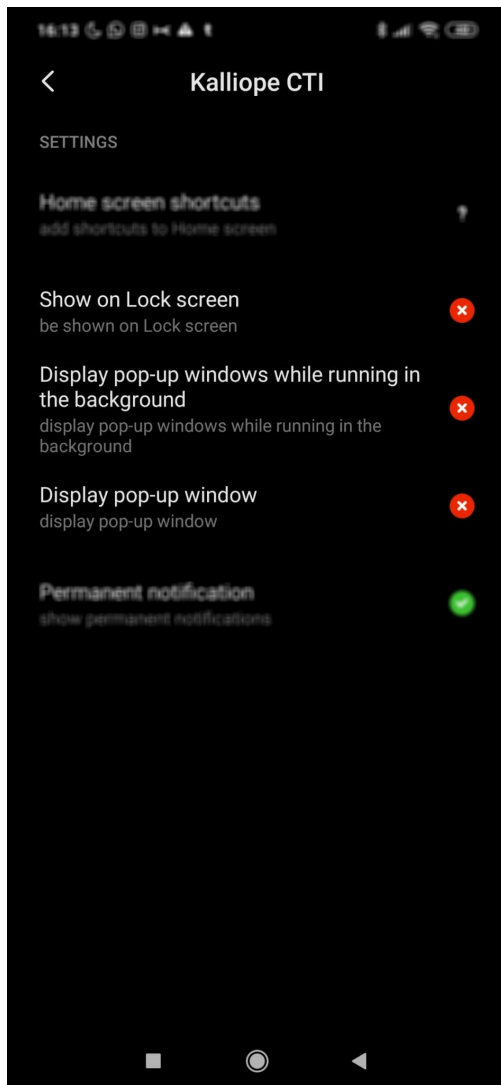 16:13
Kalliope CTI
SETTINGS
Home screen shortcuts
add shortcuts to Home screen
?
Show on Lock screen
be shown on Lock screen
Display pop-up windows while running in
the background
display pop-up windows while running in the
background
Display pop-up window
display pop-up window
Permanent notification
show permanent notifications